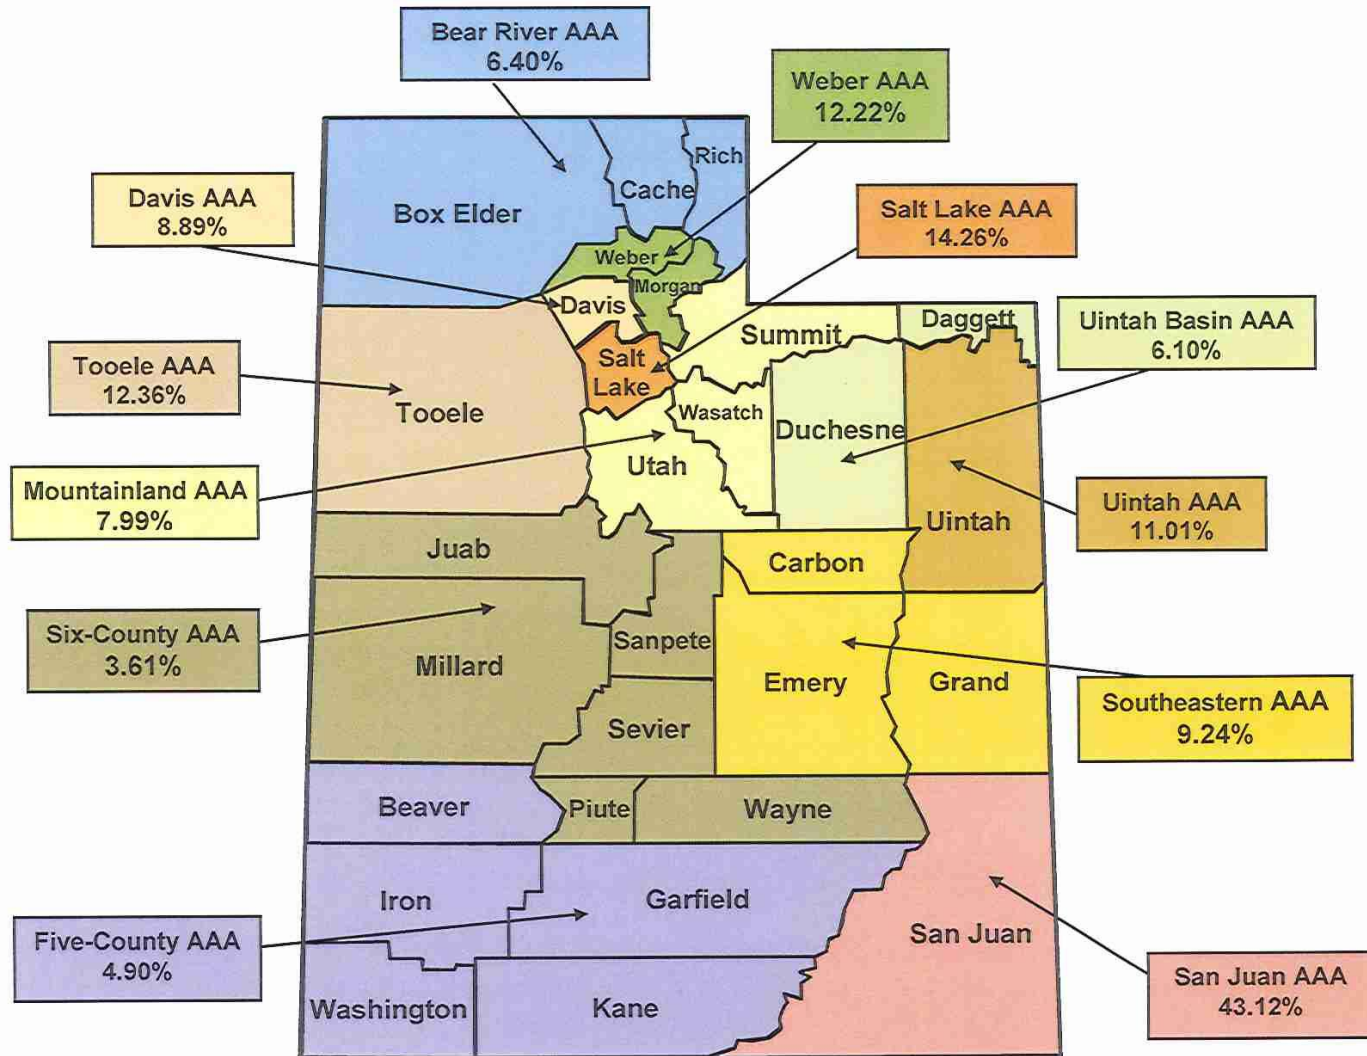 Bear River AAA
6.40%
Weber AAA
12.22%
Rich
Cache
Davis AAA
8.89%
Box Elder
Salt Lake AAA
14.26%
Weber
Morgan
Davis
Daggett
Uintah Basin AAA
6.10%
Summit
Tooele AAA
12.36%
Salt
Lake
Tooele
Wasatch
Duchesne
Utah
Mountainland AAA
7.99%
Uintah AAA
11.01%
Uintah
Juab
Carbon
Six-County AAA
3.61%
Sanpete
Millard
Emery
Grand
Southeastern AAA
9.24%
Sevier
Beaver
Piute
Wayne
Iron
Garfield
San Juan
Five-County AAA
4.90%
San Juan AAA
43.12%
Washington
Kane